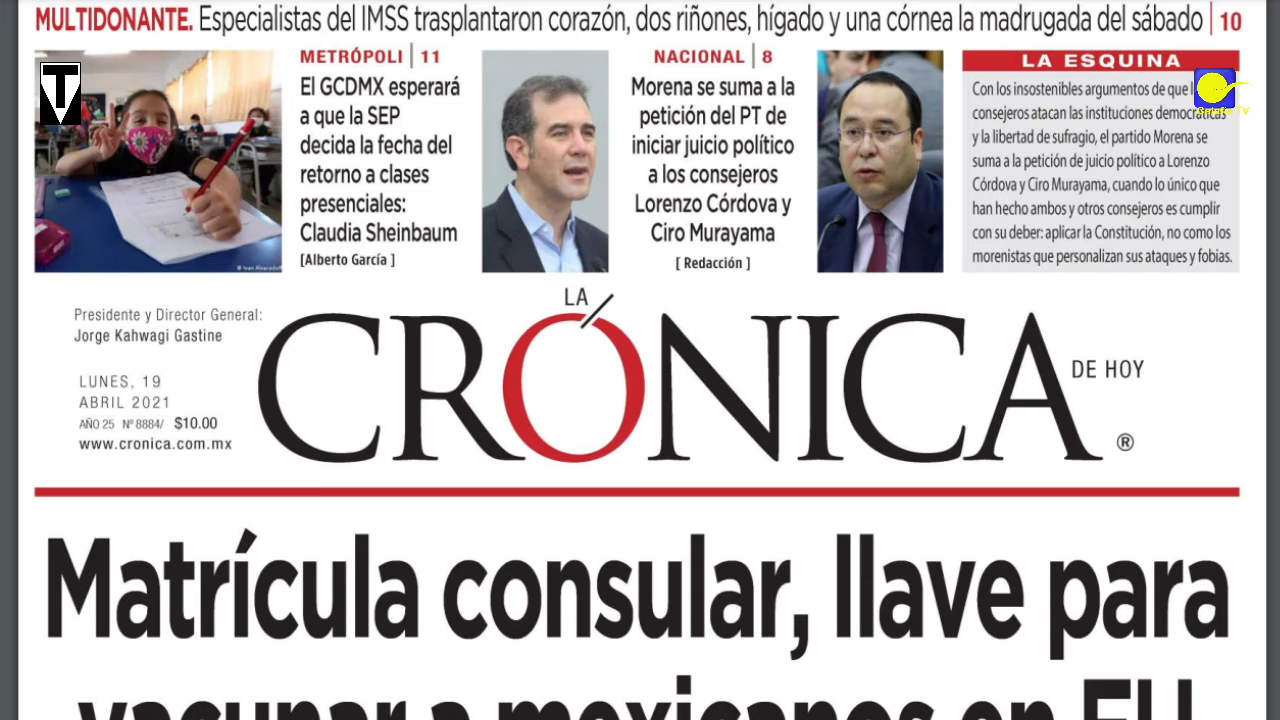 MULTIDONANTE. Especialistas del IMSS trasplantaron corazón, dos riñones, hígado y una córnea la madrugada del sábado | 10
T
METRÓPOLI | 11
El GCDMX esperará
a que la SEP
decida la fecha del
retorno a clases
presenciales:
Claudia Sheinbaum
[Alberto García ]
NACIONAL | 8
Morena se suma a la
petición del PT de
iniciar juicio político
a los consejeros
Lorenzo Córdova y
Ciro Murayama
[ Redacción ]
LA ESQUINA
Con los insostenibles argumentos de que
consejeros atacan las instituciones democráticas
y la libertad de sufragio, el partido Morena se
suma a la petición de juicio político a Lorenzo
Córdova y Ciro Murayama, cuando lo único que
han hecho ambos y otros consejeros es cumplir
con su deber: aplicar la Constitución, no como los
morenistas que personalizan sus ataques y fobias.
Presidente y Director General:
Jorge Kahwagi Gastine
LUNES, 19
ABRIL 2021
AÑO 25 Nº 8884/ $10.00
www.cronica.com.mx
LA
CRÓNICA
DE HOY
®
Matrícula consular, llave para
vacunar a mexicanos en EU